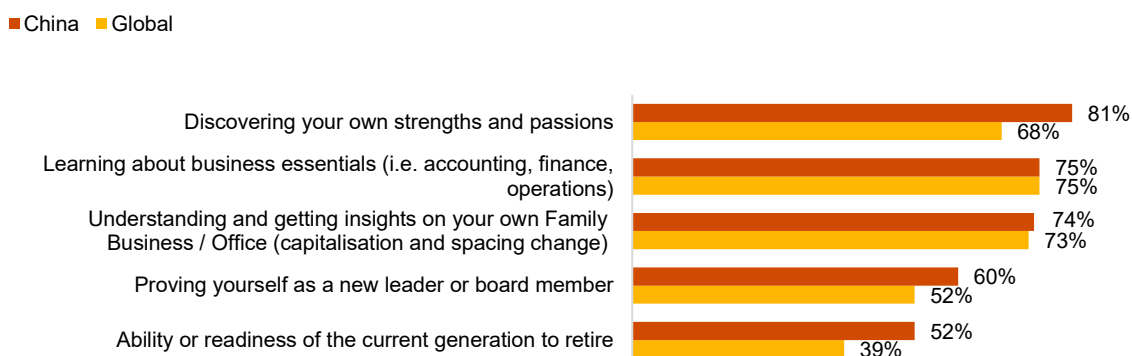 China Global
Discovering your own strengths and passions 81%
68%
Learning about business essentials (i.e. accounting, finance, 75%
operations) 75%
Understanding and getting insights on your own Family 74%
Business / Office (capitalisation and spacing change) 73%
Proving yourself as a new leader or board member 60%
52%
Ability or readiness of the current generation to retire 52%
39%